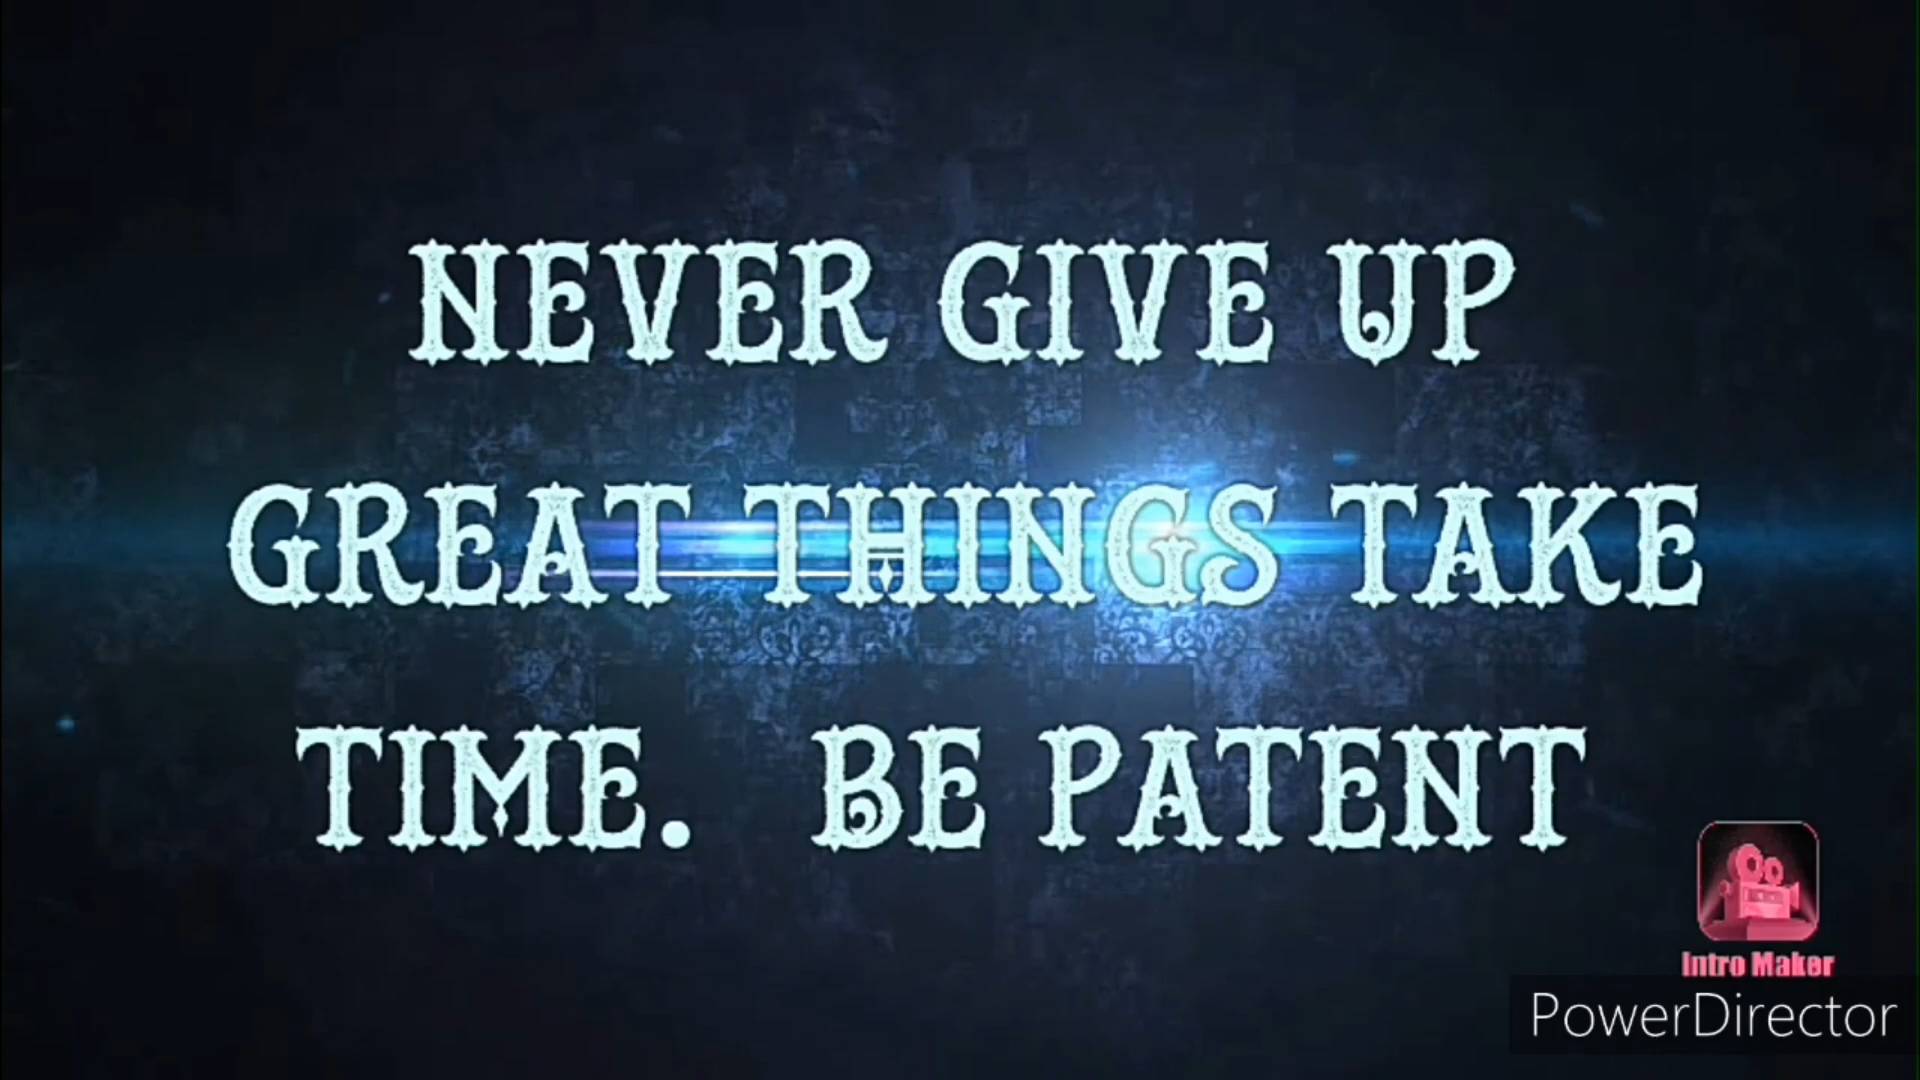 NEVER GIVE UP
GREAT THINGS TAKE
TIME. BE PATENT
Intro Maker
PowerDirector